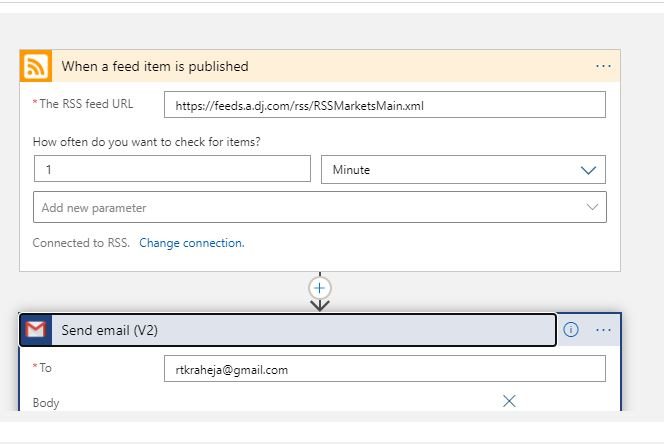 When a feed item is published
* The RSS feed URL
https://feeds.a.dj.com/rss/RSSMarketsMain.xml
How often do you want to check for items?
1 Minute
Add new parameter
Connected to RSS. Change connection.
Send email (V2)
* To
rtkraheja@gmail.com
Body